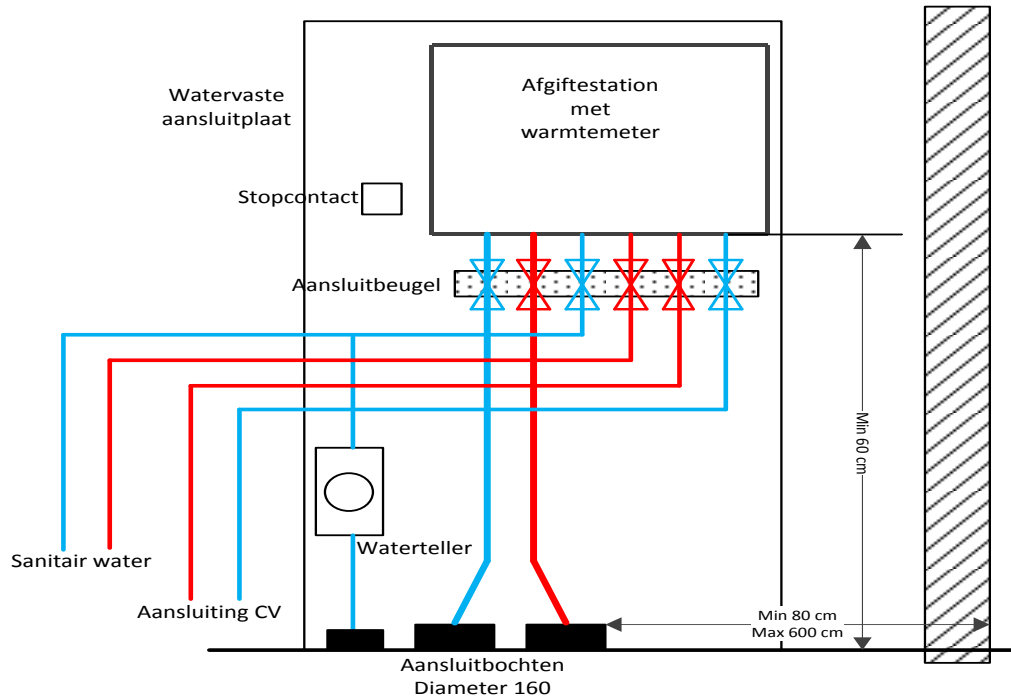 Watervaste
aansluitplaat
Afgiftestation
met
warmtemeter
Stopcontact
Aansluitbeugel
Min 60 cm
Sanitair water
Waterteller
Aansluiting CV
Min 80 cm
Max 600 cm
Aansluitbochten
Diameter 160